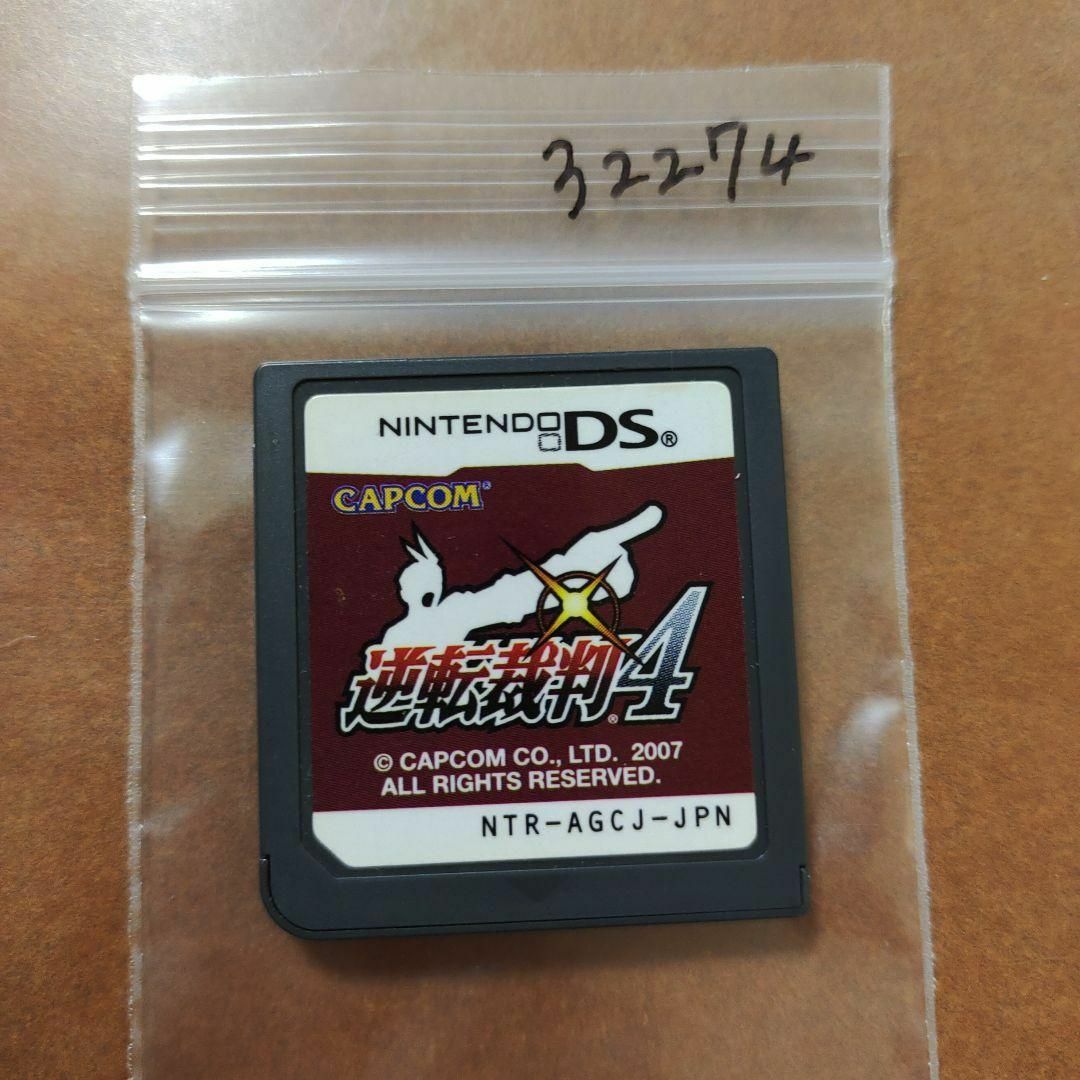 32274
NINTENDO DS®
CAPCOM®
逆転裁判4®
© CAPCOM CO., LTD. 2007
ALL RIGHTS RESERVED.
NTR-AGCJ-JPN